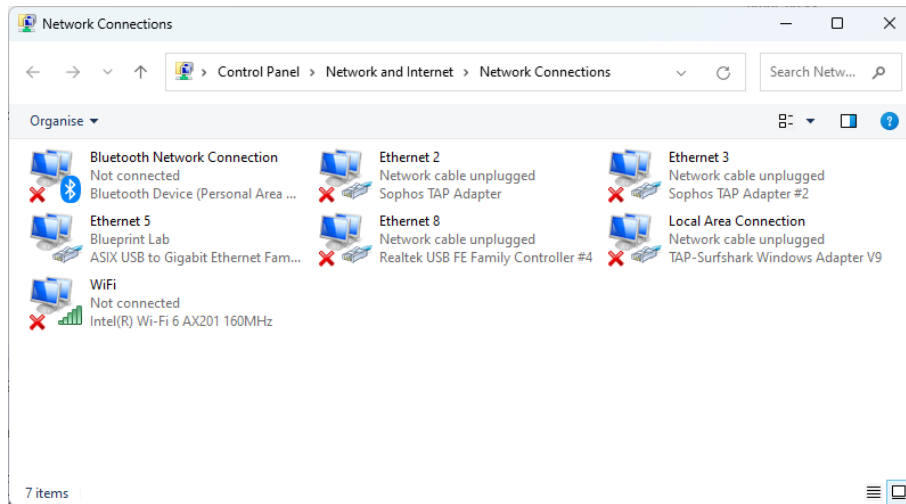 Network Connections
Control Panel > Network and Internet > Network Connections
Search Netw...
Organise
Bluetooth Network Connection
Not connected
Bluetooth Device (Personal Area ...
Ethernet 2
Network cable unplugged
Sophos TAP Adapter
Ethernet 3
Network cable unplugged
Sophos TAP Adapter #2
Ethernet 5
Blueprint Lab
ASIX USB to Gigabit Ethernet Fam...
Ethernet 8
Network cable unplugged
Realtek USB FE Family Controller #4
Local Area Connection
Network cable unplugged
TAP-Surfshark Windows Adapter V9
WiFi
Not connected
Intel(R) Wi-Fi 6 AX201 160MHz
7 items